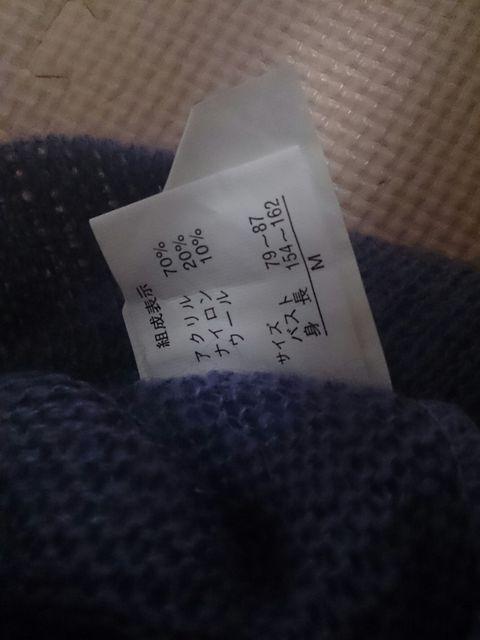 サイズ
バスト 79～87
身長 154～162
M
組成表示
アクリル 70%
ナイロン 20%
ウール 10%